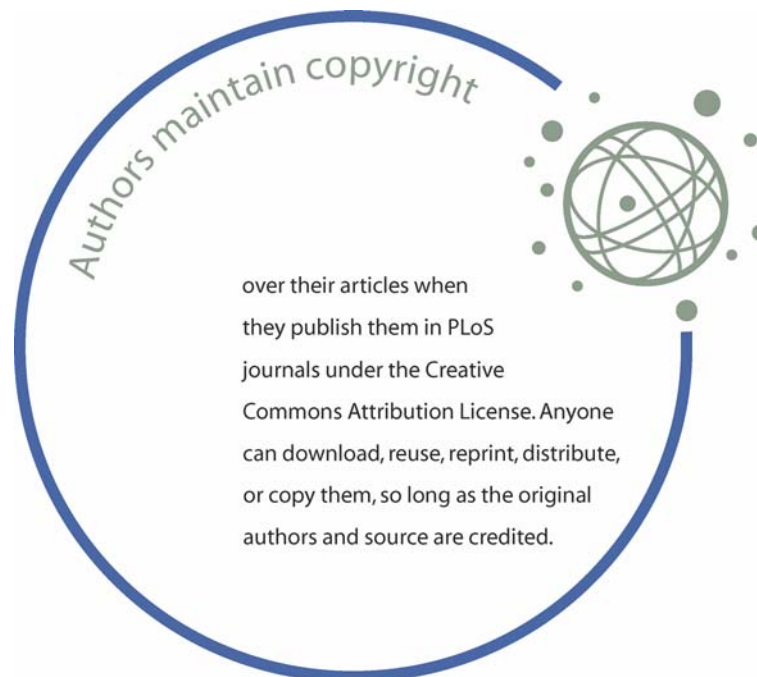 Authors maintain copyright
over their articles when
they publish them in PLoS
journals under the Creative
Commons Attribution License. Anyone
can download, reuse, reprint, distribute,
or copy them, so long as the original
authors and source are credited.